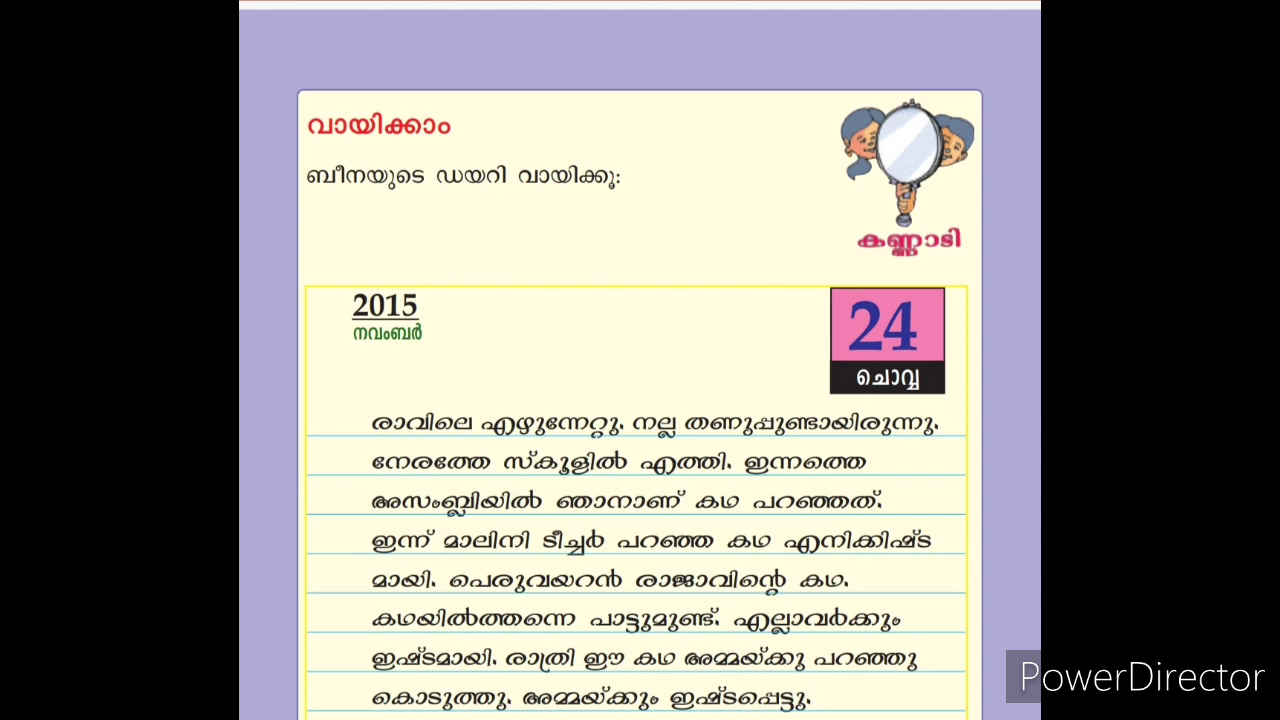 വായിക്കാം
ബീനയുടെ ഡയറി വായിക്കൂ:
കണ്ണാടി
2015
നവംബർ
24
ചൊവ്വ
രാവിലെ എഴുന്നേറ്റു. നല്ല തണുപ്പുണ്ടായിരുന്നു.
നേരത്തേ സ്കൂളിൽ എത്തി. ഇന്നത്തെ
അസംബ്ലിയിൽ ഞാനാണ് കഥ പറഞ്ഞത്.
ഇന്ന് മാലിനി ടീച്ചർ പറഞ്ഞ കഥ എനിക്കിഷ്ട
മായി. പെരുവയറൻ രാജാവിന്റെ കഥ.
കഥയിൽത്തന്നെ പാട്ടുമുണ്ട്. എല്ലാവർക്കും
ഇഷ്ടമായി. രാത്രി ഈ കഥ അമ്മയ്ക്കു പറഞ്ഞു
കൊടുത്തു. അമ്മയ്ക്കും ഇഷ്ടപ്പെട്ടു.
PowerDirector